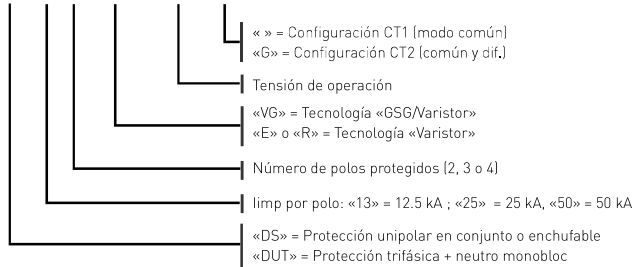 « » = Configuración CT1 (modo común)
«G» = Configuración CT2 (común y dif.)
Tensión de operación
«VG» = Tecnología «GSG/Varistor»
«E» o «R» = Tecnología «Varistor»
Número de polos protegidos (2, 3 o 4)
Iimp por polo: «13» = 12.5 kA ; «25» = 25 kA, «50» = 50 kA
«DS» = Protección unipolar en conjunto o enchufable
«DUT» = Protección trifásica + neutro monobloc